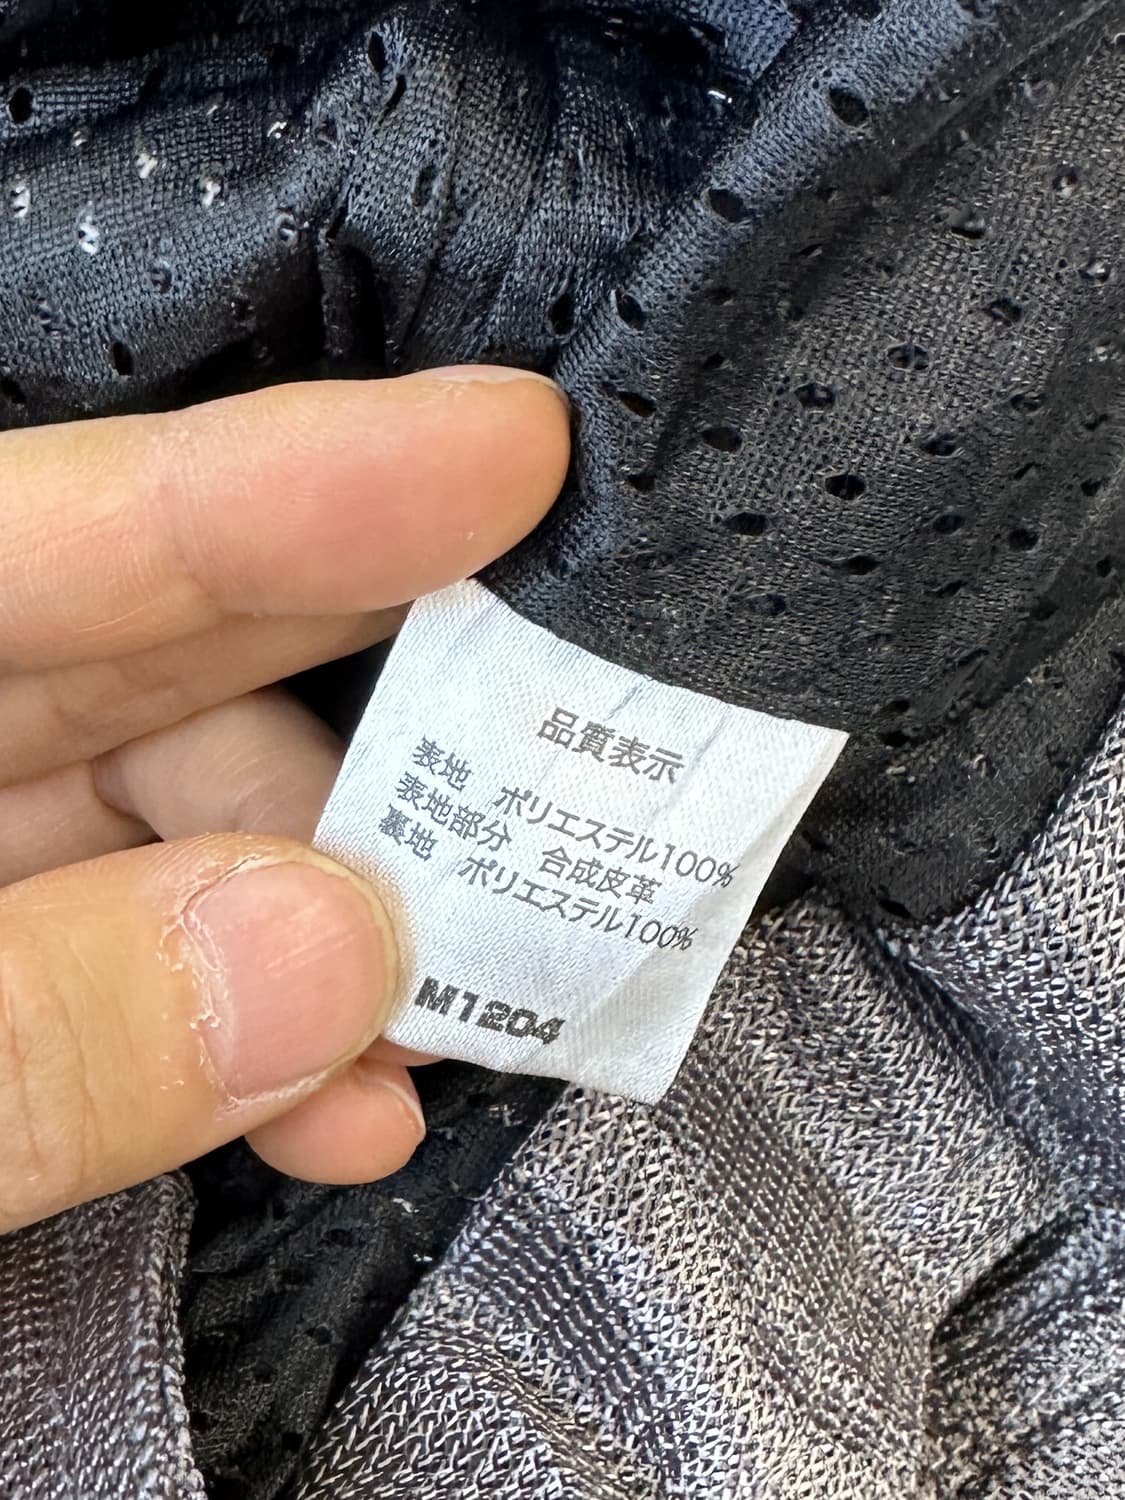 品質表示
表地 ポリエステル100%
表地部分 合成皮革
裏地 ポリエステル100%
M1204